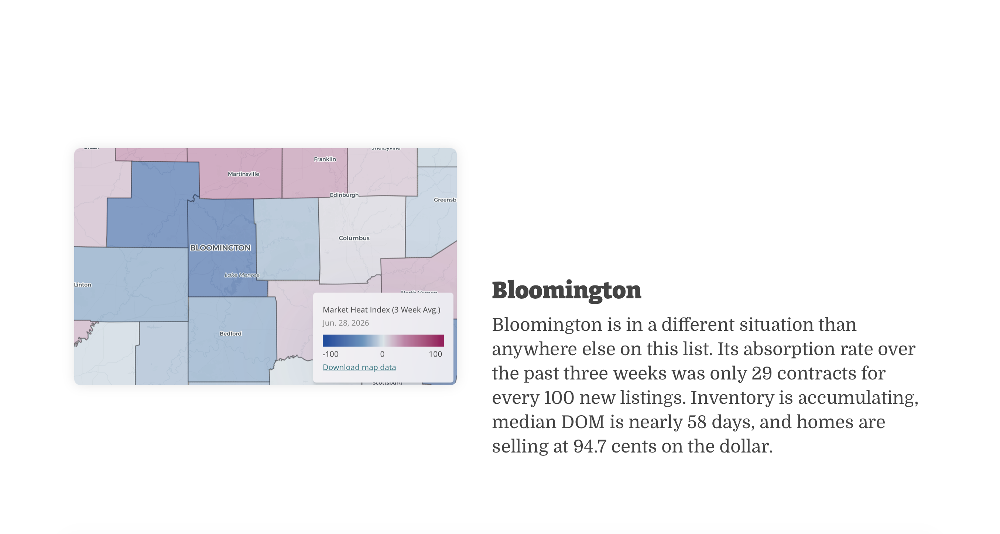 Franklin
Martinsville
Edinburgh
Greensb
Columbus
BLOOMINGTON
Lake Monroe
Linton
Bedford
Market Heat Index (3 Week Avg.)
Jun. 28, 2026
-100 0 100
Download map data
Bloomington
Bloomington is in a different situation than
anywhere else on this list. Its absorption rate over
the past three weeks was only 29 contracts for
every 100 new listings. Inventory is accumulating,
median DOM is nearly 58 days, and homes are
selling at 94.7 cents on the dollar.